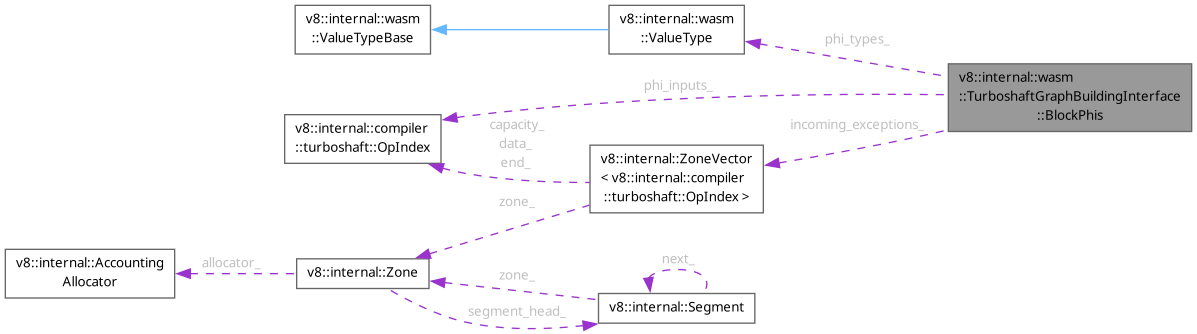 v8::internal::wasm
::ValueTypeBase
v8::internal::wasm
::ValueType
phi_types_
v8::internal::wasm
::TurboshaftGraphBuildingInterface
::BlockPhis
phi_inputs_
v8::internal::compiler
::turboshaft::OpIndex
capacity_
data_
end_
incoming_exceptions_
v8::internal::ZoneVector
< v8::internal::compiler
::turboshaft::OpIndex >
zone_
v8::internal::Accounting
Allocator
allocator_
v8::internal::Zone
zone_
segment_head_
next_
v8::internal::Segment